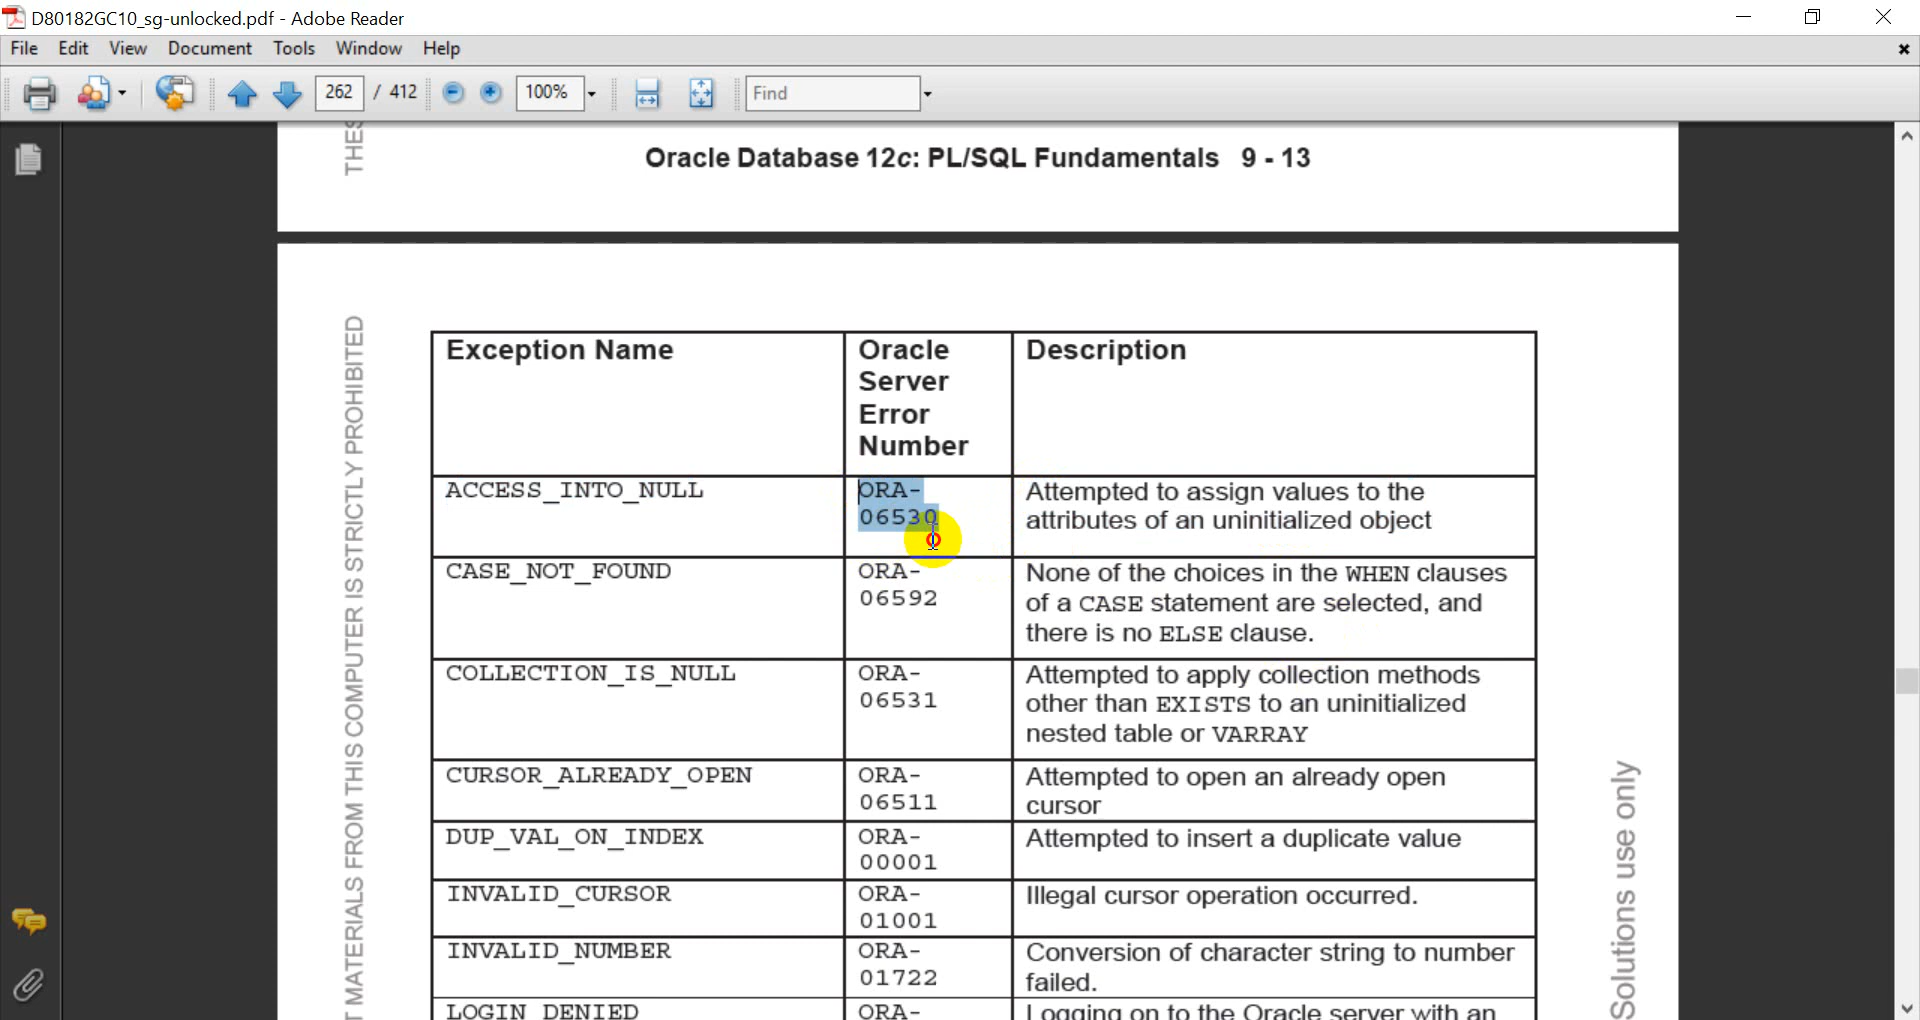 D80182GC10_sg-unlocked.pdf - Adobe Reader
File Edit View Document Tools Window Help
262 / 412 100% Find
THES
Oracle Database 12c: PL/SQL Fundamentals 9 - 13
T MATERIALS FROM THIS COMPUTER IS STRICTLY PROHIBITED
Exception Name
Oracle
Server
Error
Number
Description
ACCESS_INTO_NULL
ORA-
06530
Attempted to assign values to the
attributes of an uninitialized object
CASE_NOT_FOUND
ORA-
06592
None of the choices in the WHEN clauses
of a CASE statement are selected, and
there is no ELSE clause.
COLLECTION_IS_NULL
ORA-
06531
Attempted to apply collection methods
other than EXISTS to an uninitialized
nested table or VARRAY
CURSOR_ALREADY_OPEN
ORA-
06511
Attempted to open an already open
cursor
DUP_VAL_ON_INDEX
ORA-
00001
Attempted to insert a duplicate value
INVALID_CURSOR
ORA-
01001
Illegal cursor operation occurred.
INVALID_NUMBER
ORA-
01722
Conversion of character string to number
failed.
LOGIN_DENIED
ORA-
Logging on to the Oracle server with an
Solutions use only